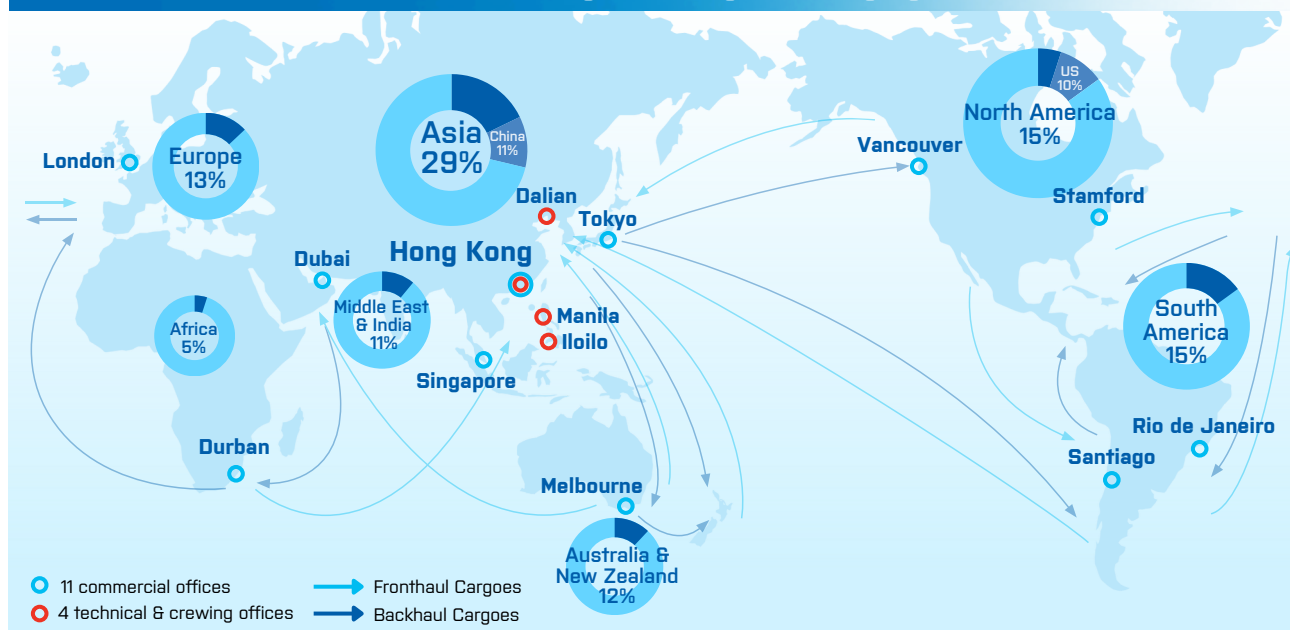 US
10%
North America
15%
Asia
29%
China
11%
Europe
13%
London
Vancouver
Stamford
Dalian
Tokyo
Hong Kong
Dubai
Middle East
& India
11%
South
America
15%
Africa
5%
Manila
Iloilo
Singapore
Rio de Janeiro
Durban
Santiago
Melbourne
Australia &
New Zealand
12%
11 commercial offices
Fronthaul Cargoes
4 technical & crewing offices
Backhaul Cargoes